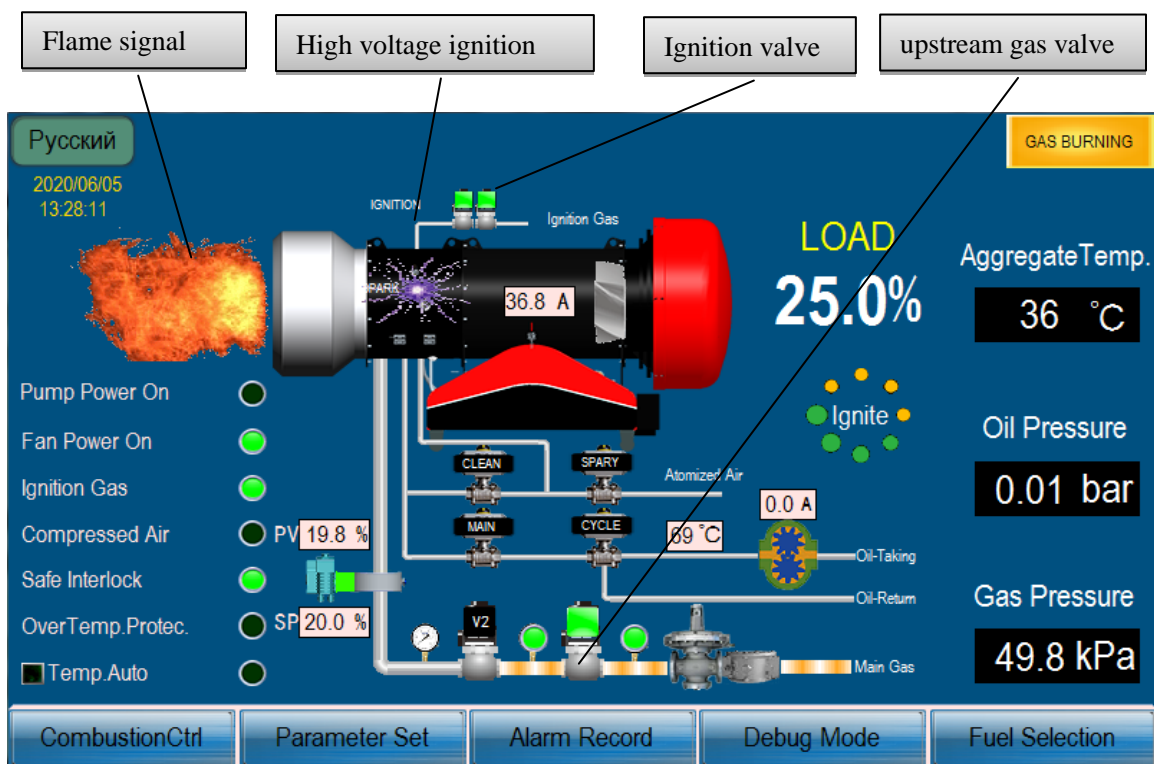 Flame signal
High voltage ignition
Ignition valve
upstream gas valve
Русский
GAS BURNING
2020/06/05
13:28:11
IGNITION
Ignition Gas
LOAD
25.0%
AggregateTemp.
36 °C
PARK
36.8 A
Ignite
Pump Power On
Fan Power On
Ignition Gas
Compressed Air
Safe Interlock
OverTemp.Protec.
Temp.Auto
PV 19.8 %
SP 20.0 %
CLEAN
SPARY
Atomized Air
MAIN
CYCLE
69 °C
0.0 A
Oil-Taking
Oil-Return
V2
Main Gas
Oil Pressure
0.01 bar
Gas Pressure
49.8 kPa
CombustionCtrl
Parameter Set
Alarm Record
Debug Mode
Fuel Selection